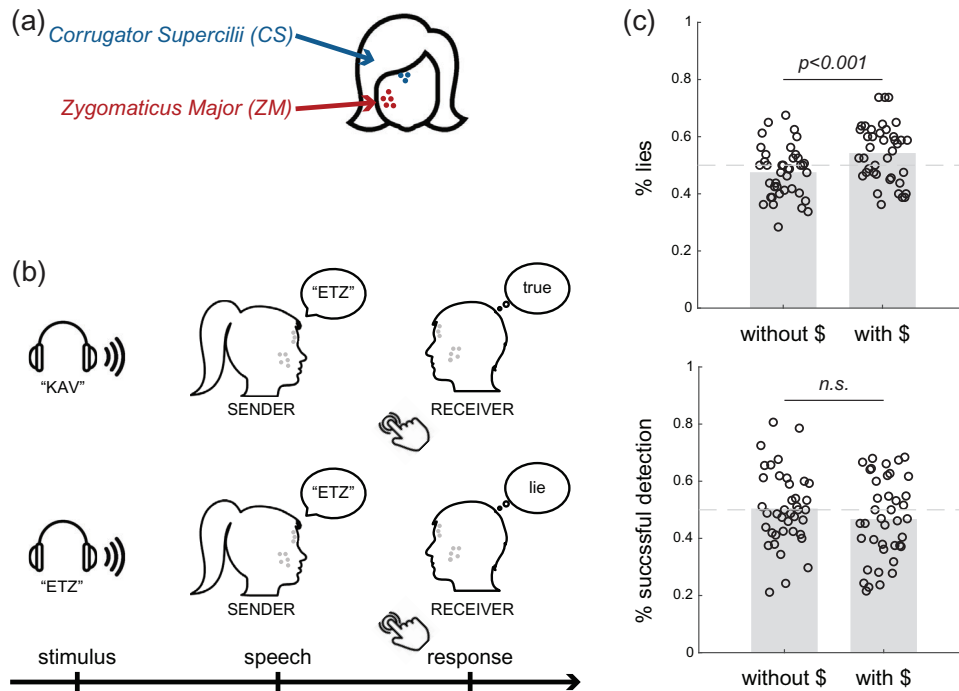 (a)
Corrugator Supercilii (CS)
Zygomaticus Major (ZM)
(b)
“KAV”
“ETZ”
SENDER
true
RECEIVER
“ETZ”
“ETZ”
SENDER
lie
RECEIVER
stimulus
speech
response
(c)
% lies
1
0.8
0.6
0.4
0.2
0
p<0.001
without $
with $
% succssful detection
1
0.8
0.6
0.4
0.2
0
n.s.
without $
with $